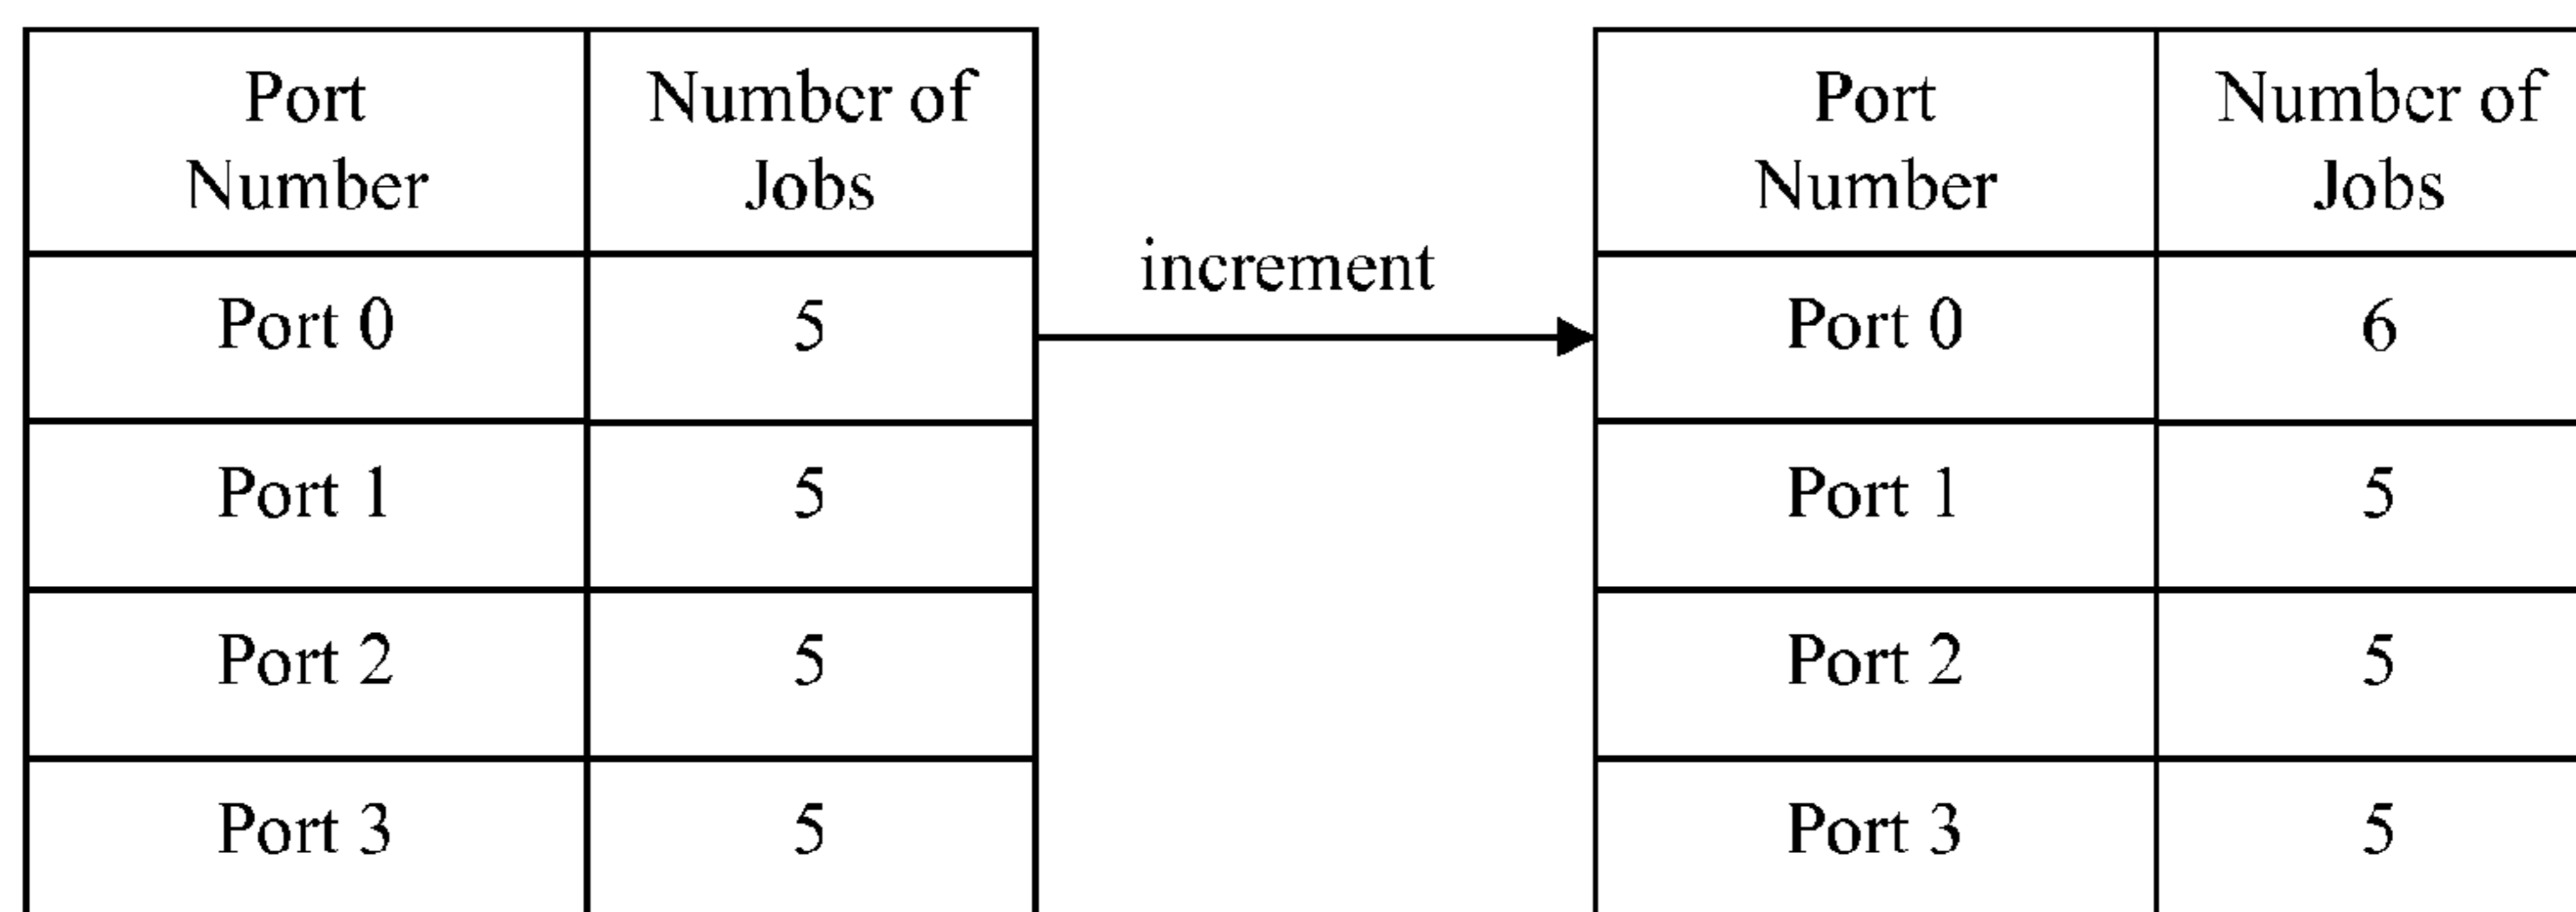 Port Number Number of Jobs
Port 0 5
Port 1 5
Port 2 5
Port 3 5
increment
Port Number Number of Jobs
Port 0 6
Port 1 5
Port 2 5
Port 3 5